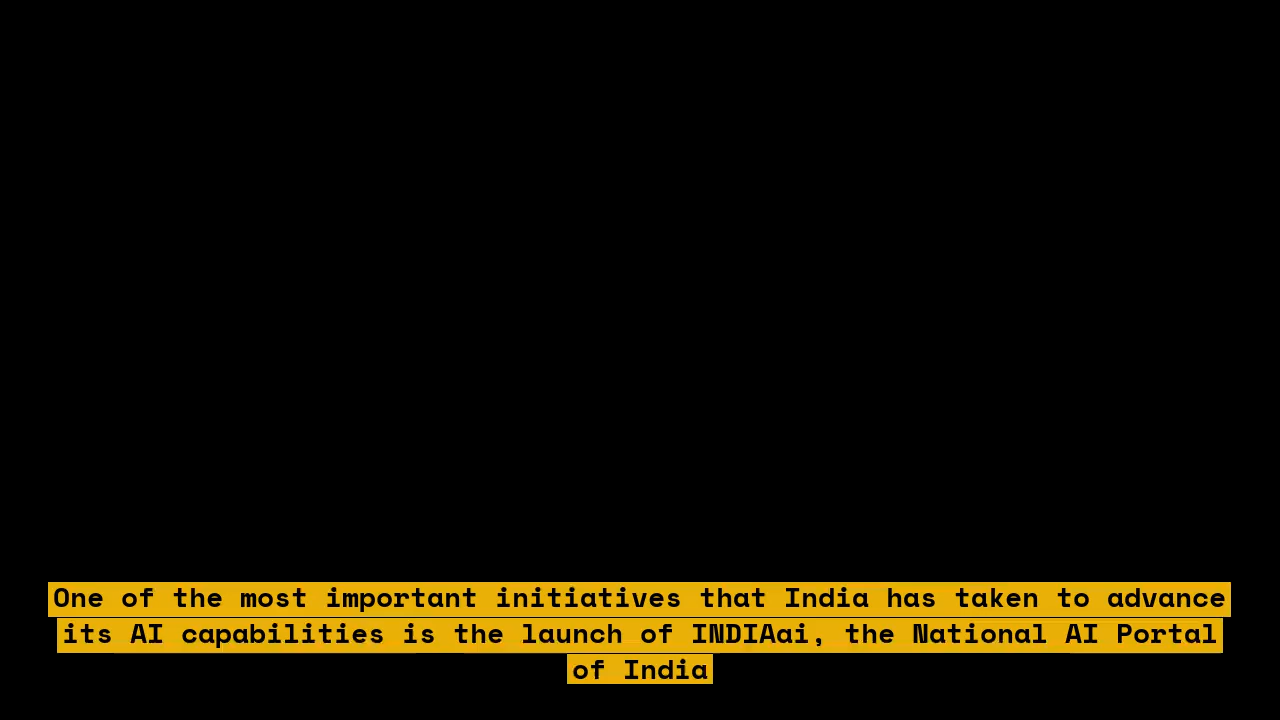 One of the most important initiatives that India has taken to advance
its AI capabilities is the launch of INDIAai, the National AI Portal
of India